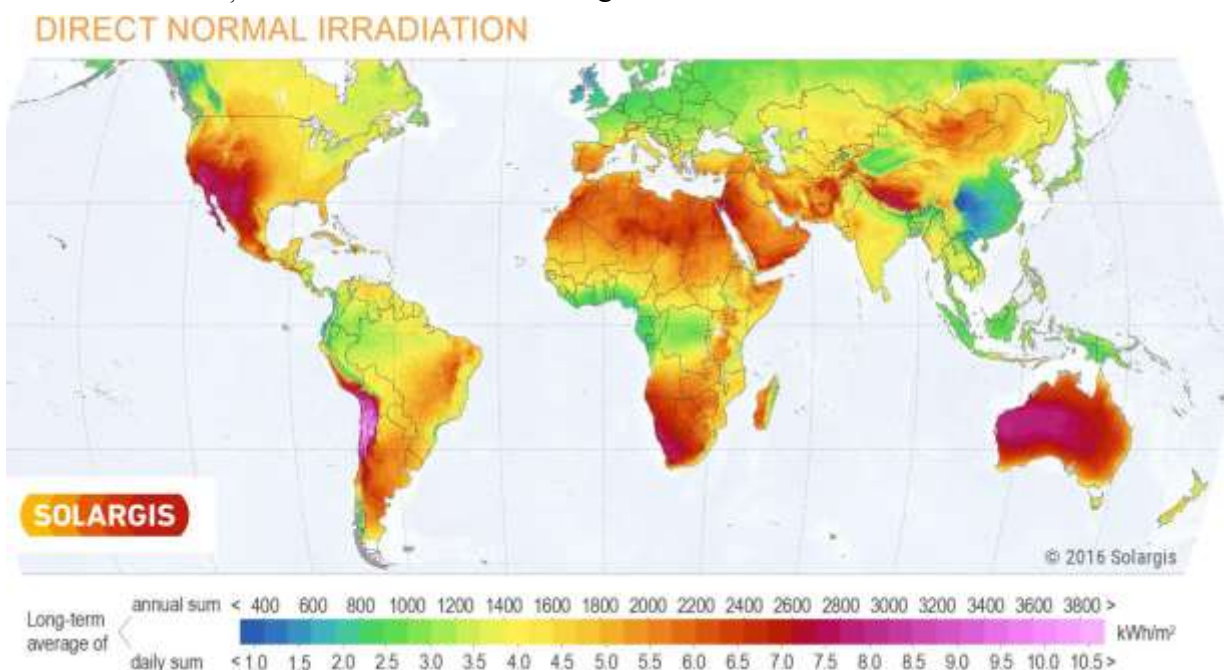 DIRECT NORMAL IRRADIATION
SOLARGIS
© 2016 Solargis
Long-term
average of
annual sum < 400 600 800 1000 1200 1400 1600 1800 2000 2200 2400 2600 2800 3000 3200 3400 3600 3800 >
kWh/m²
daily sum < 1.0 1.5 2.0 2.5 3.0 3.5 4.0 4.5 5.0 5.5 6.0 6.5 7.0 7.5 8.0 8.5 9.0 9.5 10.0 10.5 >